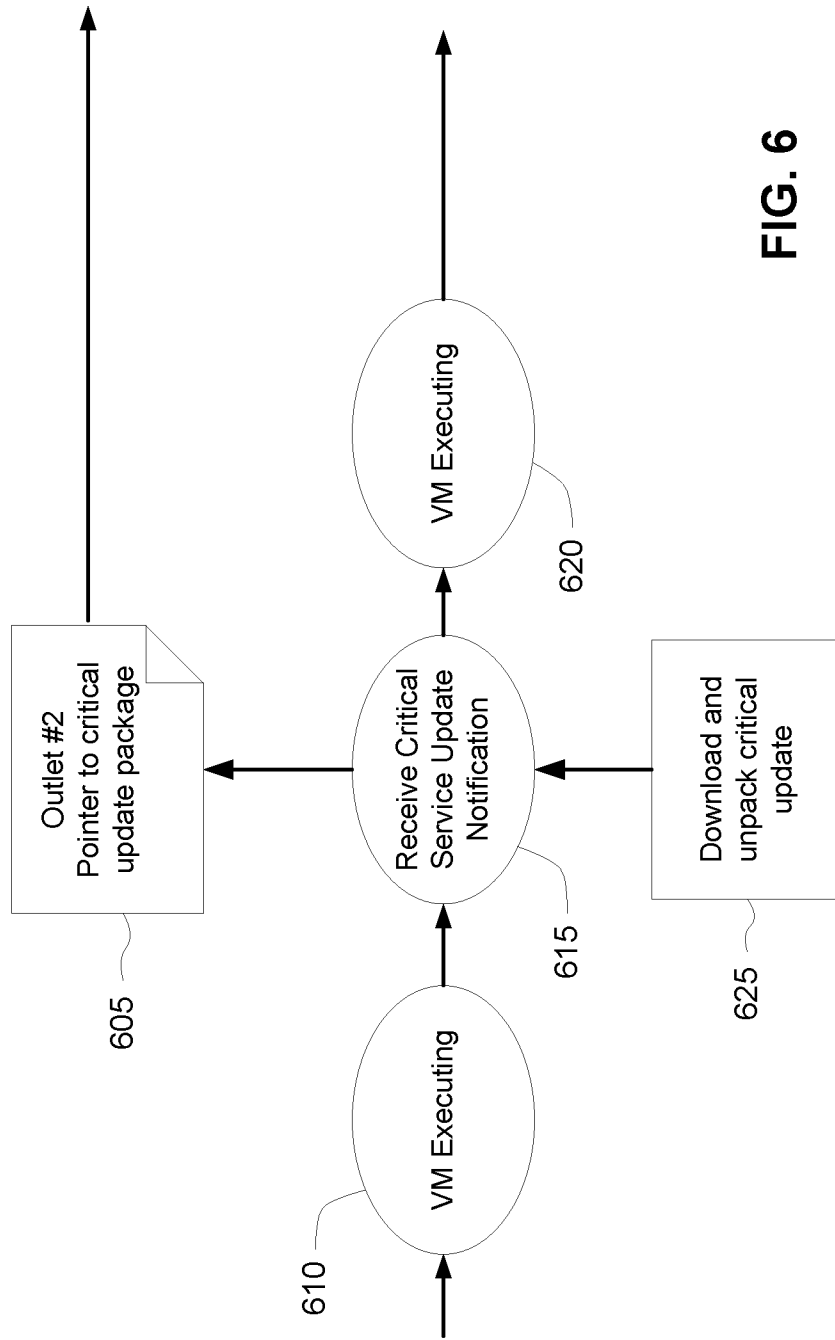 Outlet #2
Pointer to critical
update package
605
VM Executing
610
Receive Critical
Service Update
Notification
615
VM Executing
620
Download and
unpack critical
update
625
FIG. 6